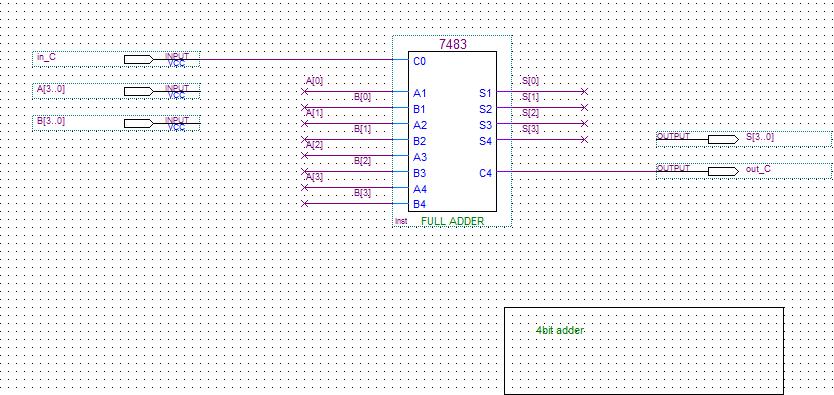 7483
in_C INPUT VCC
C0
A[3..0] INPUT VCC
A[0] A1 S1 S[0]
B[3..0] INPUT VCC
B[0] B1 S2 S[1]
A[1] A2 S3 S[2]
B[1] B2 S4 S[3]
OUTPUT S[3..0]
A[2] A3
B[2] B3 C4
OUTPUT out_C
A[3] A4
B[3] B4
inst FULL ADDER
4bit adder